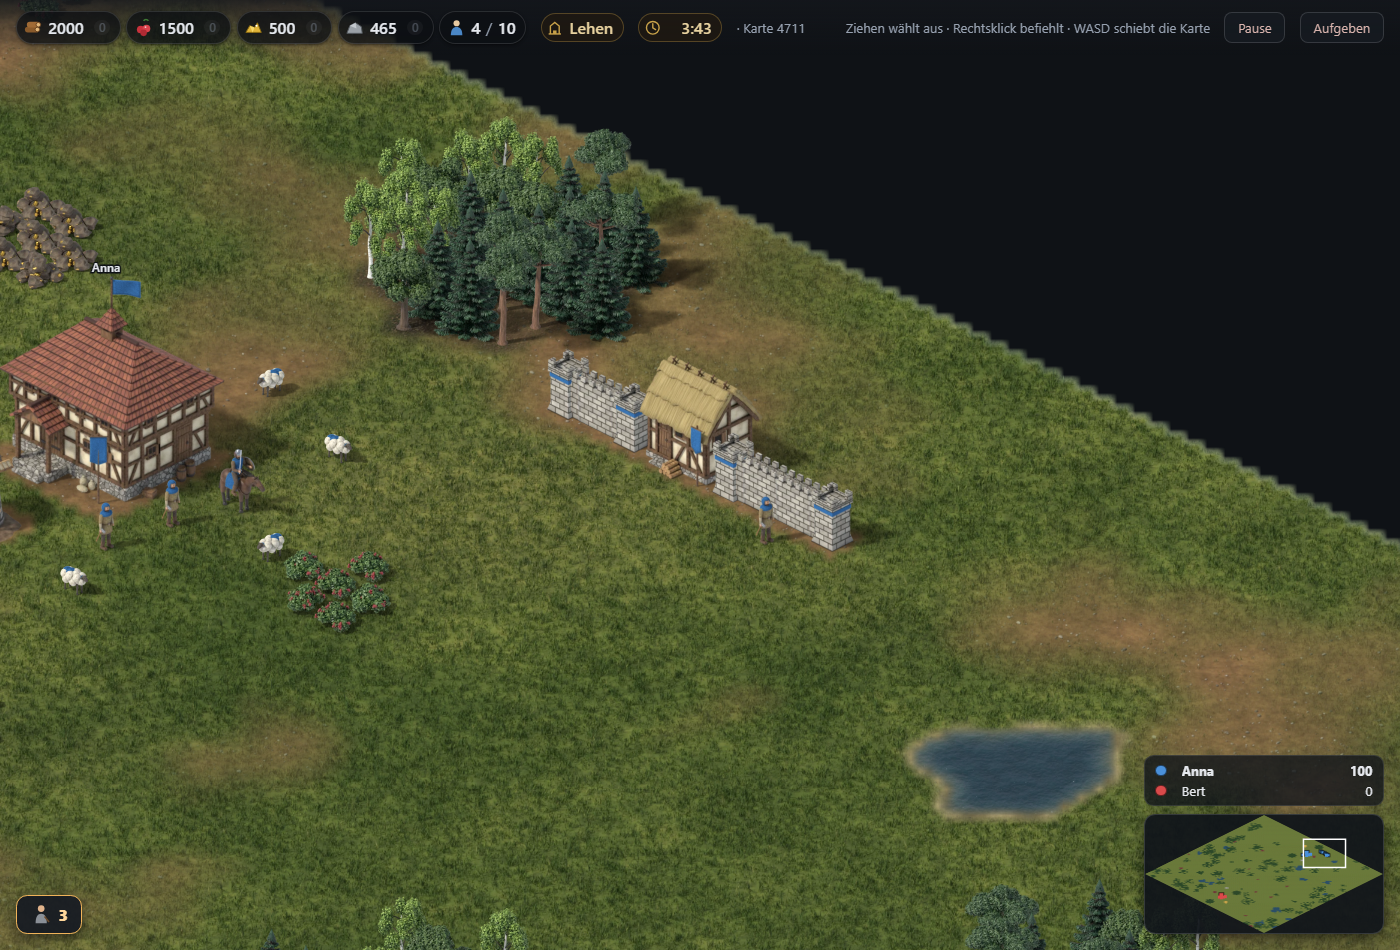 2000 0 1500 0 500 0 465 0 4 / 10 Lehen 3:43 · Karte 4711 Ziehen wählt aus · Rechtsklick befiehlt · WASD schiebt die Karte Pause Aufgeben
Anna
Anna 100
Bert 0
3